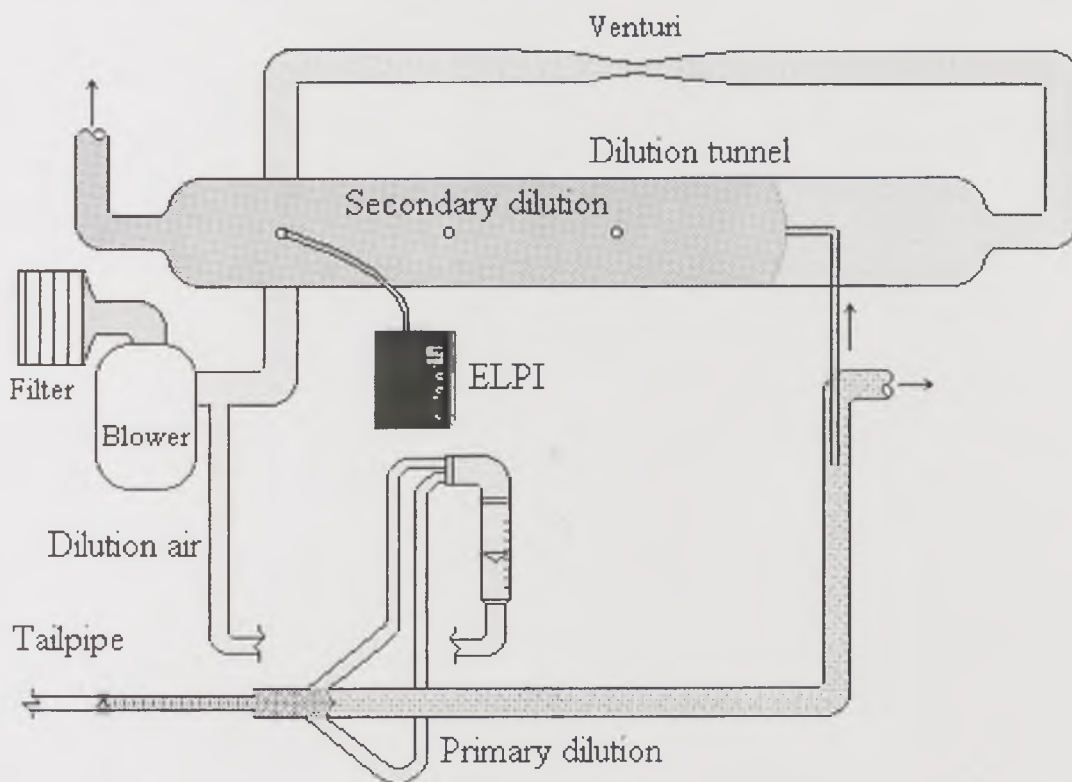 Venturi
Dilution tunnel
Secondary dilution
Filter
ELPI
Blower
Dilution air
Tailpipe
Primary dilution